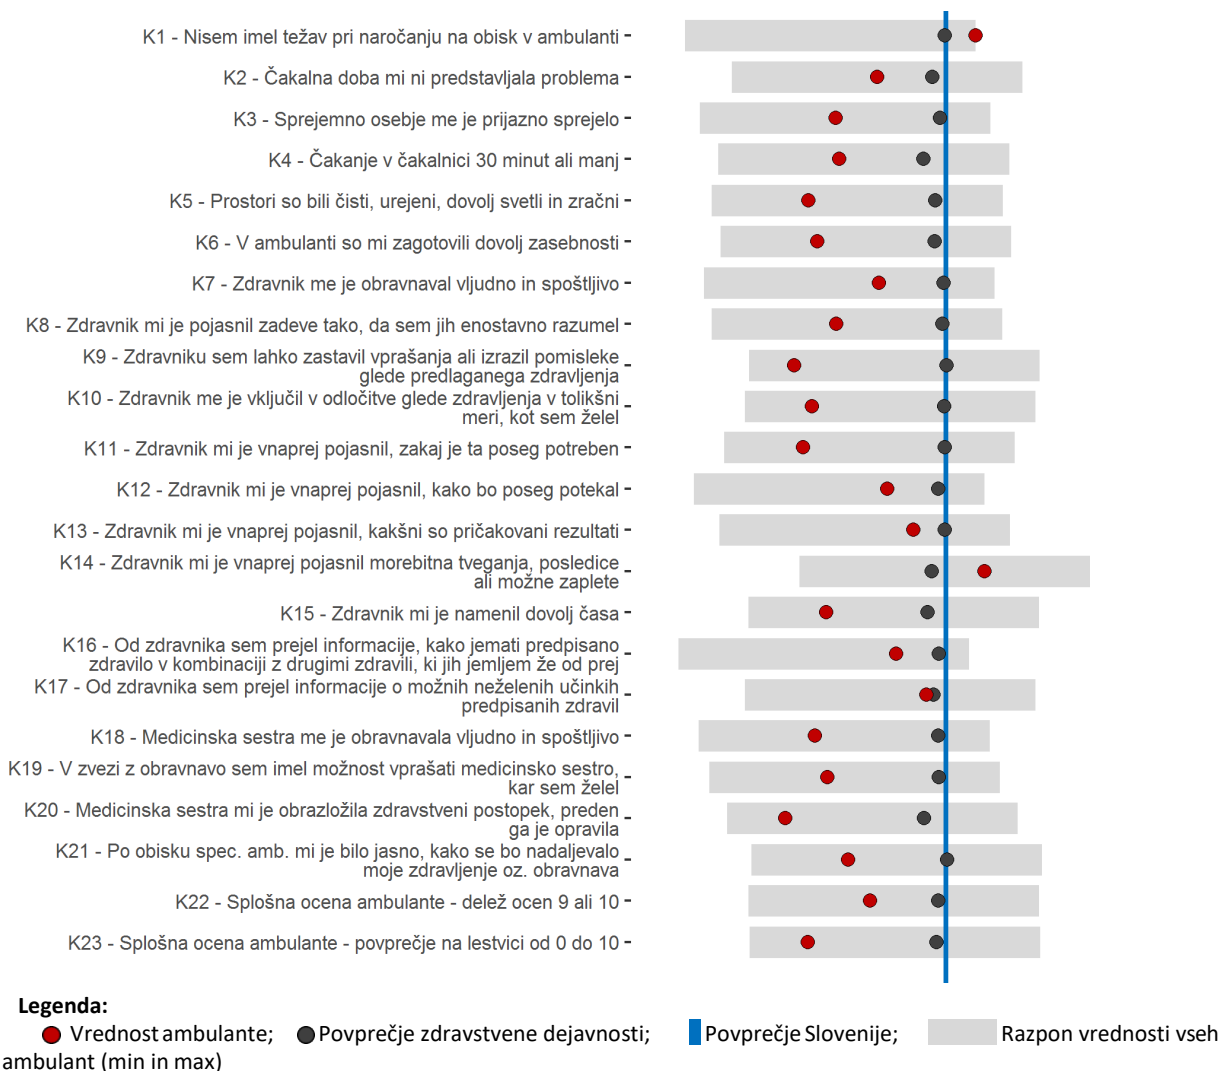 K1 - Nisem imel težav pri naročanju na obisk v ambulanti
K2 - Čakalna doba mi ni predstavljala problema
K3 - Sprejemno osebje me je prijazno sprejelo
K4 - Čakanje v čakalnici 30 minut ali manj
K5 - Prostori so bili čisti, urejeni, dovolj svetli in zračni
K6 - V ambulanti so mi zagotovili dovolj zasebnosti
K7 - Zdravnik me je obravnaval vljudno in spoštljivo
K8 - Zdravnik mi je pojasnil zadeve tako, da sem jih enostavno razumel
K9 - Zdravniku sem lahko zastavil vprašanja ali izrazil pomisleke
glede predlaganega zdravljenja
K10 - Zdravnik me je vključil v odločitve glede zdravljenja v tolikšni
meri, kot sem želel
K11 - Zdravnik mi je vnaprej pojasnil, zakaj je ta poseg potreben
K12 - Zdravnik mi je vnaprej pojasnil, kako bo poseg potekal
K13 - Zdravnik mi je vnaprej pojasnil, kakšni so pričakovani rezultati
K14 - Zdravnik mi je vnaprej pojasnil morebitna tveganja, posledice
ali možne zaplete
K15 - Zdravnik mi je namenil dovolj časa
K16 - Od zdravnika sem prejel informacije, kako jemati predpisano
zdravilo v kombinaciji z drugimi zdravili, ki jih jemljem že od prej
K17 - Od zdravnika sem prejel informacije o možnih neželenih učinkih
predpisanih zdravil
K18 - Medicinska sestra me je obravnavala vljudno in spoštljivo
K19 - V zvezi z obravnavo sem imel možnost vprašati medicinsko sestro,
kar sem želel
K20 - Medicinska sestra mi je obrazložila zdravstveni postopek, preden
ga je opravila
K21 - Po obisku spec. amb. mi je bilo jasno, kako se bo nadaljevalo
moje zdravljenje oz. obravnava
K22 - Splošna ocena ambulante - delež ocen 9 ali 10
K23 - Splošna ocena ambulante - povprečje na lestvici od 0 do 10
Legenda:
Vrednost ambulante; Povprečje zdravstvene dejavnosti; Povprečje Slovenije; Razpon vrednosti vseh
ambulant (min in max)